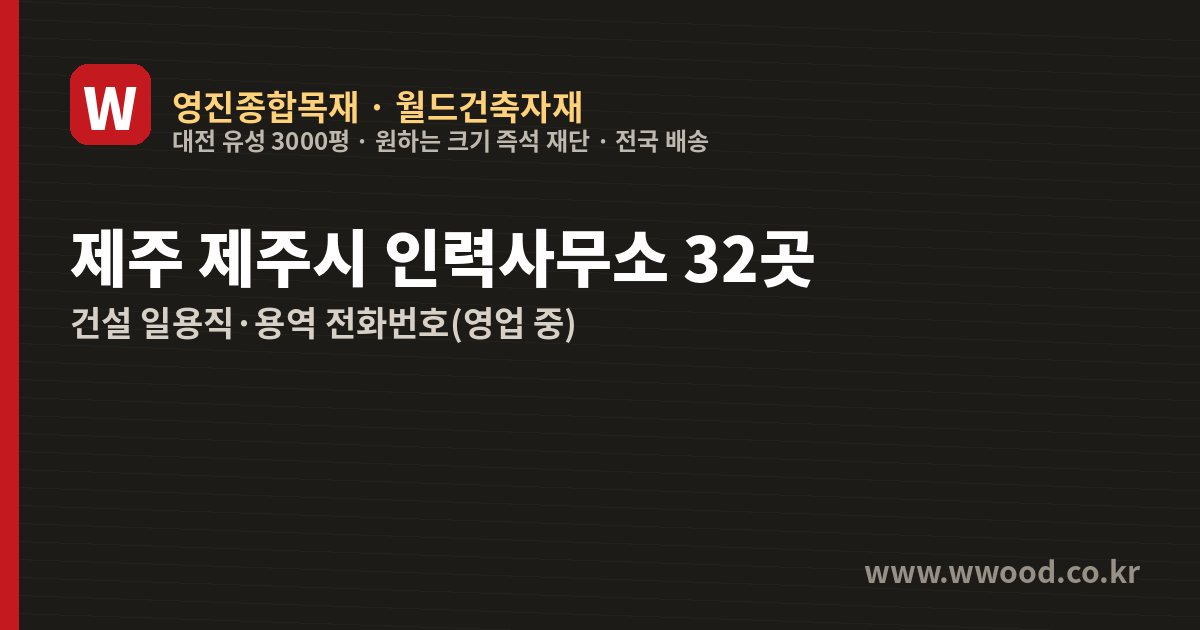 W
영진종합목재 · 월드건축자재
대전 유성 3000평 · 원하는 크기 즉석 재단 · 전국 배송
제주 제주시 인력사무소 32곳
건설 일용직·용역 전화번호(영업 중)
www.wwood.co.kr